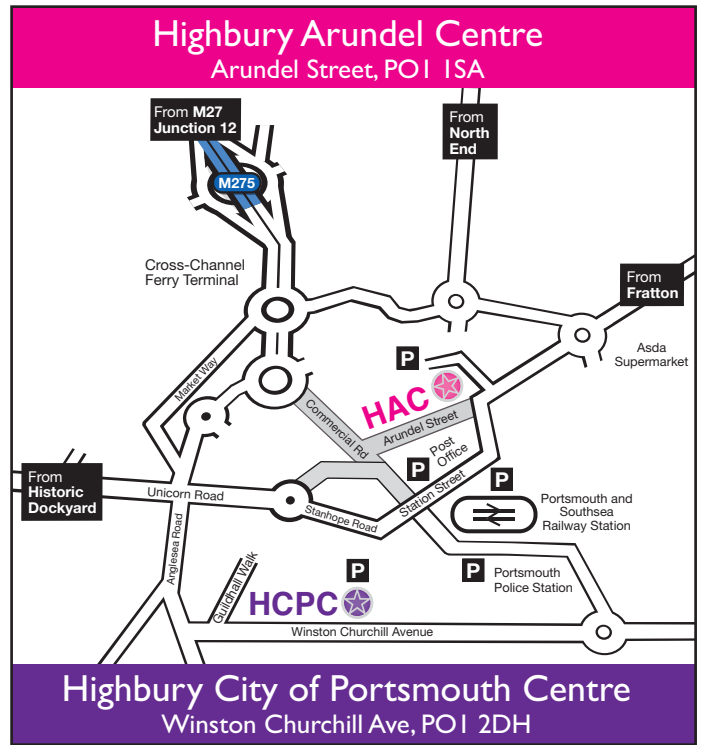 Highbury Arundel Centre
Arundel Street, PO1 1SA
From M27
Junction 12
From
North
End
M275
Cross-Channel
Ferry Terminal
From
Fratton
Asda
Supermarket
Market Way
P
HAC
Commercial Rd
Arundel Street
Post
Office
P
P
From
Historic
Dockyard
Unicorn Road
Station Street
Stanhope Road
Portsmouth and
Southsea
Railway Station
Anglesea Road
Guildhall Walk
P
P
Portsmouth
Police Station
HCPC
Winston Churchill Avenue
Highbury City of Portsmouth Centre
Winston Churchill Ave, PO1 2DH